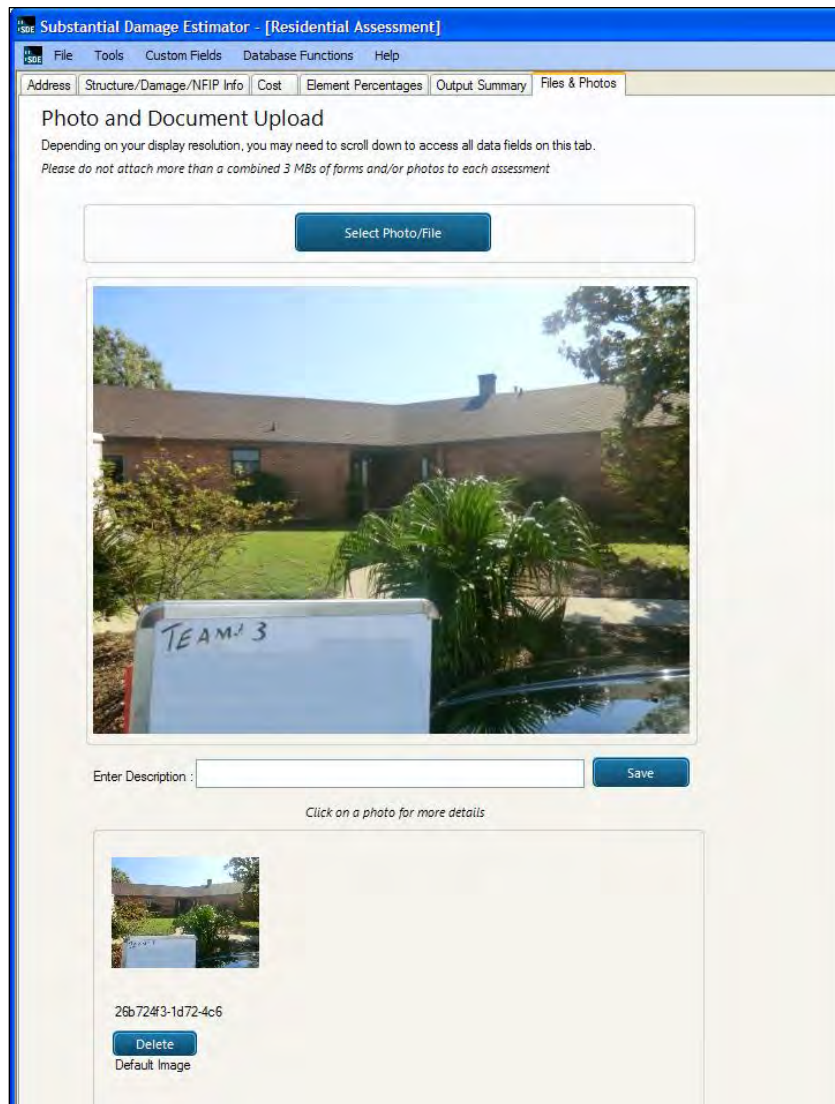 SDE Substantial Damage Estimator - [Residential Assessment]
SDE File Tools Custom Fields Database Functions Help
Address Structure/Damage/NFIP Info Cost Element Percentages Output Summary Files & Photos
Photo and Document Upload
Depending on your display resolution, you may need to scroll down to access all data fields on this tab.
Please do not attach more than a combined 3 MBs of forms and/or photos to each assessment
Select Photo/File
TEAM: 3
Enter Description : Save
Click on a photo for more details
26b724f3-1d72-4c6
Delete
Default Image